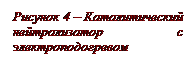 Рисунок 4 – Каталитический
нейтрализатор с
электроподогревом